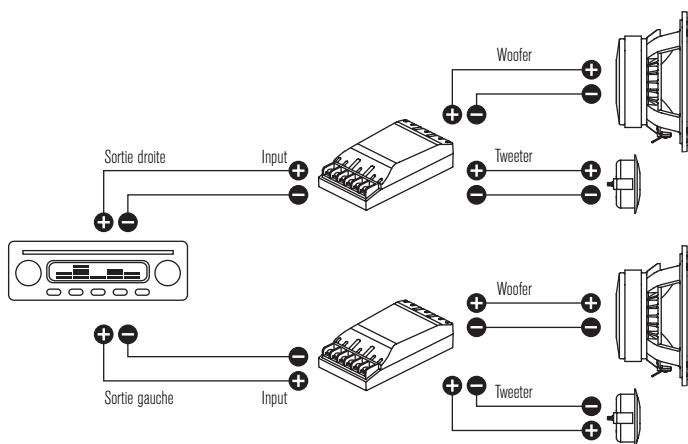 Woofer
Sortie droite
Input
Tweeter
Woofer
Sortie gauche
Input
Tweeter